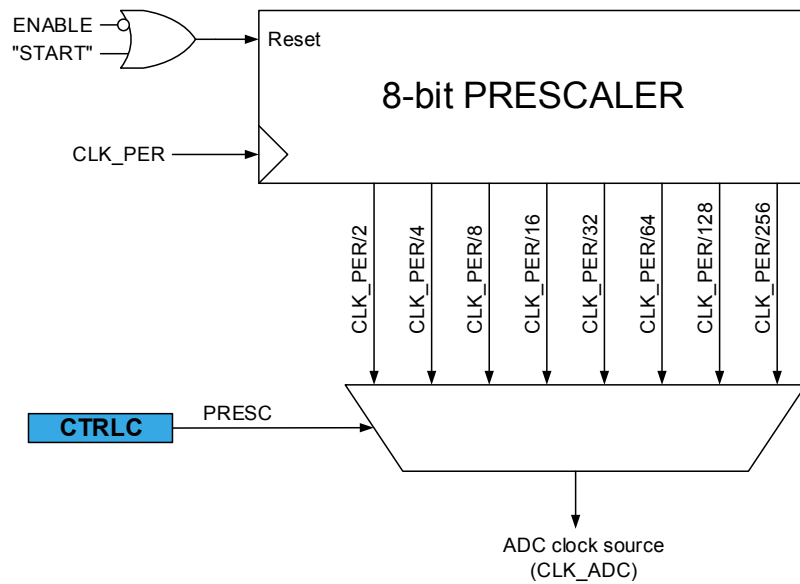 ENABLE
"START"
Reset
8-bit PRESCALER
CLK_PER
CLK_PER/2
CLK_PER/4
CLK_PER/8
CLK_PER/16
CLK_PER/32
CLK_PER/64
CLK_PER/128
CLK_PER/256
CTRLC
PRESC
ADC clock source
(CLK_ADC)